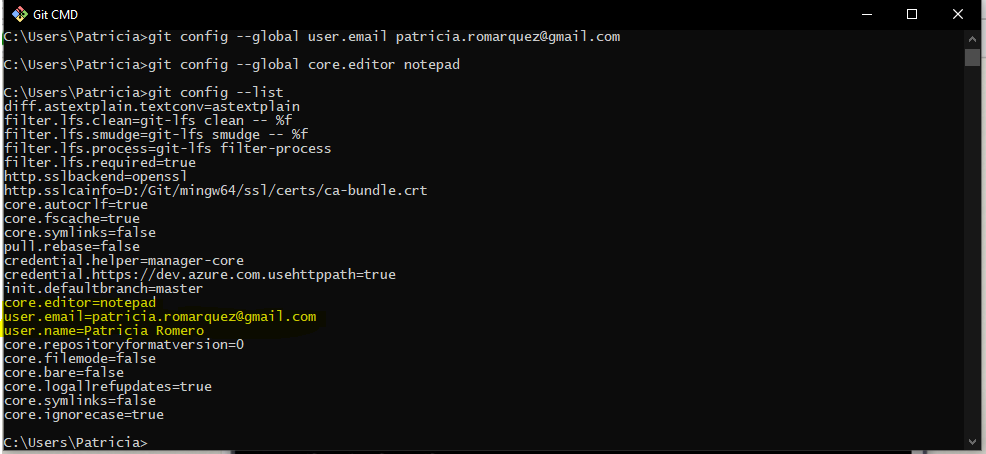 Git CMD
C:\Users\Patricia>git config --global user.email patricia.romarquez@gmail.com
C:\Users\Patricia>git config --global core.editor notepad
C:\Users\Patricia>git config --list
diff.astextplain.textconv=astextplain
filter.lfs.clean=git-lfs clean -- %f
filter.lfs.smudge=git-lfs smudge -- %f
filter.lfs.process=git-lfs filter-process
filter.lfs.required=true
http.sslbackend=openssl
http.sslcainfo=D:/Git/mingw64/ssl/certs/ca-bundle.crt
core.autocrlf=true
core.fscache=true
core.symlinks=false
pull.rebase=false
credential.helper=manager-core
credential.https://dev.azure.com.usehttppath=true
init.defaultbranch=master
core.editor=notepad
user.email=patricia.romarquez@gmail.com
user.name=Patricia Romero
core.repositoryformatversion=0
core.filemode=false
core.bare=false
core.logallrefupdates=true
core.symlinks=false
core.ignorecase=true
C:\Users\Patricia>